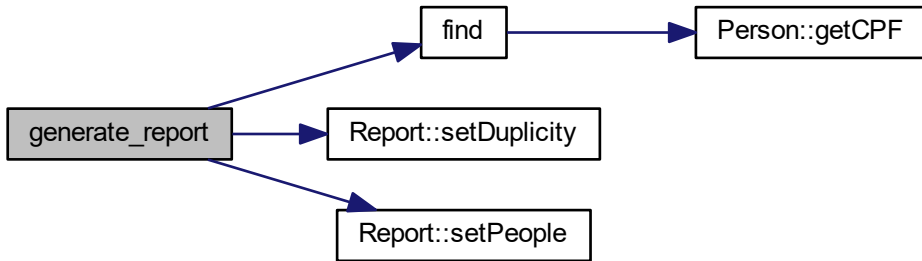 find
Person::getCPF
generate_report
Report::setDuplicity
Report::setPeople